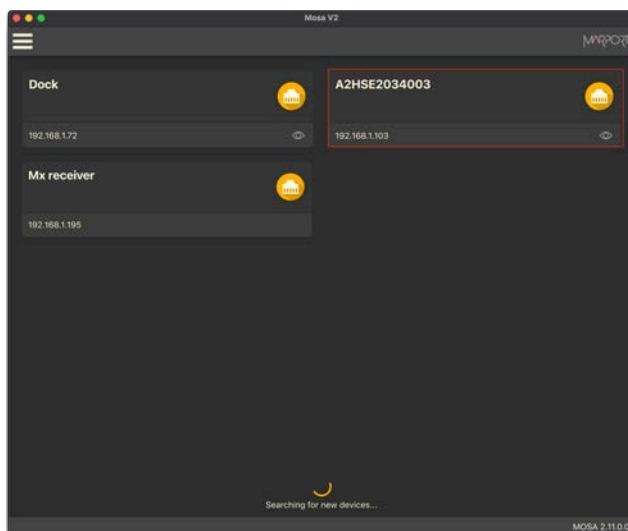 Mosa V2
MARPORT
Dock
192.168.1.72
A2HSE2034003
192.168.1.103
Mx receiver
192.168.1.195
Searching for new devices...
MOSA 2.11.0.0